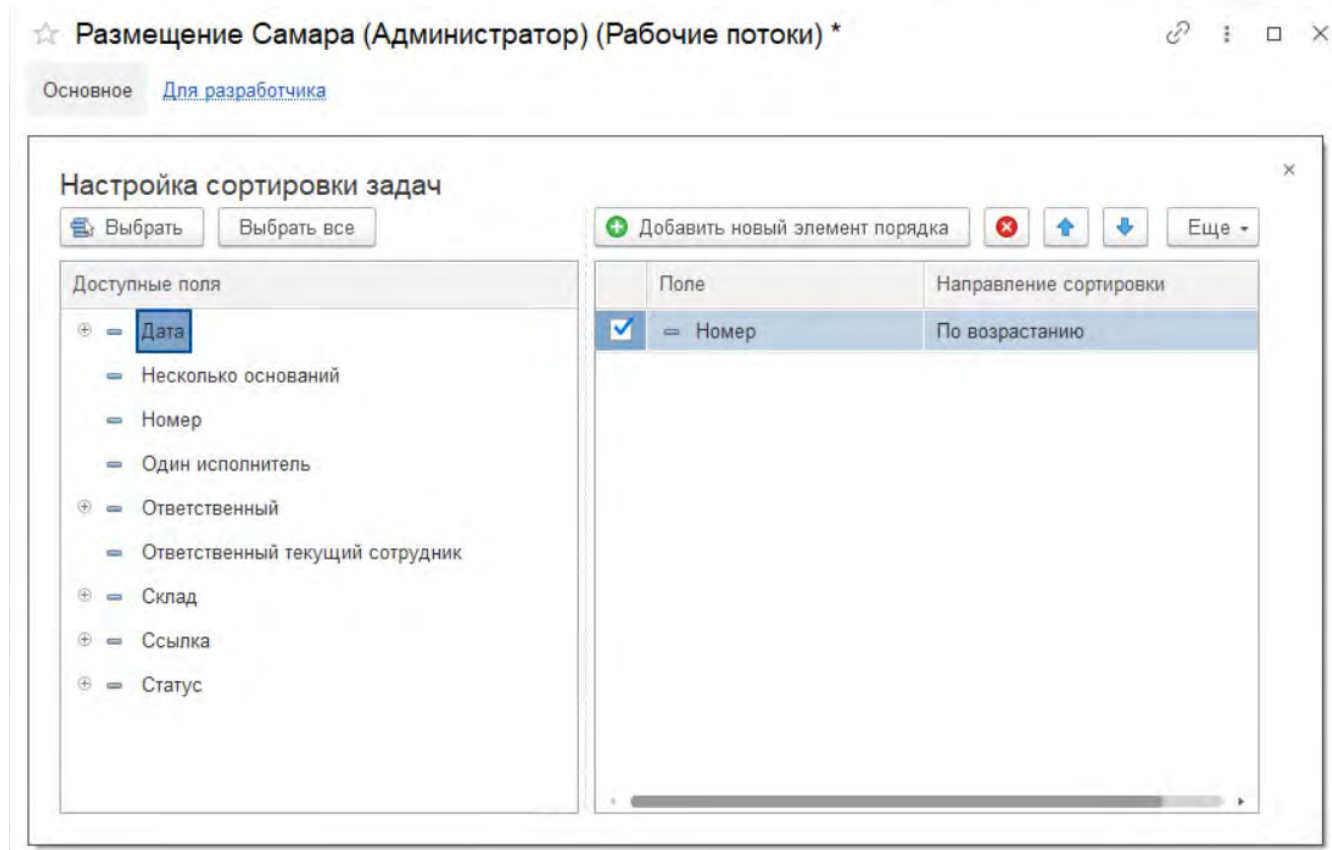 Размещение Самара (Администратор) (Рабочие потоки) *
Основное Для разработчика
Настройка сортировки задач
Выбрать Выбрать все
Добавить новый элемент порядка Еще
Доступные поля
Поле Направление сортировки
Дата
Номер По возрастанию
Несколько оснований
Номер
Один исполнитель
Ответственный
Ответственный текущий сотрудник
Склад
Ссылка
Статус